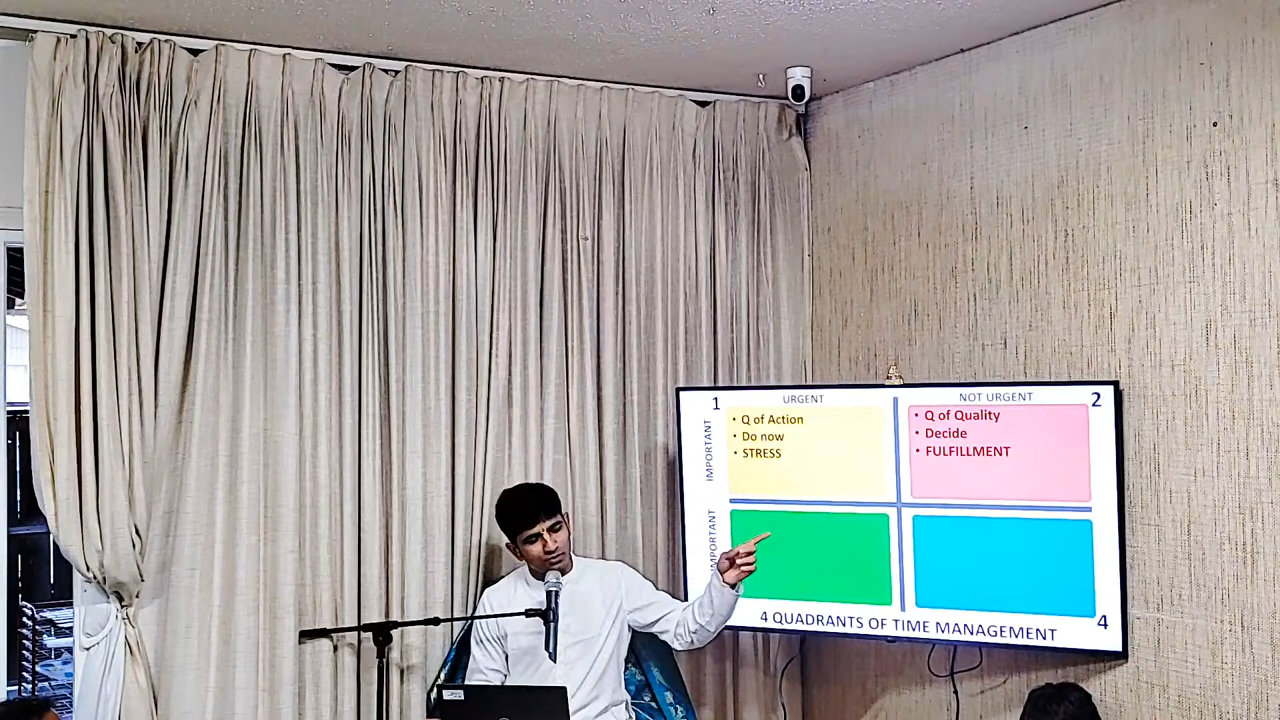 1
URGENT
NOT URGENT
2
IMPORTANT
• Q of Action
• Do now
• STRESS
• Q of Quality
• Decide
• FULFILLMENT
IMPORTANT
4 QUADRANTS OF TIME MANAGEMENT
4